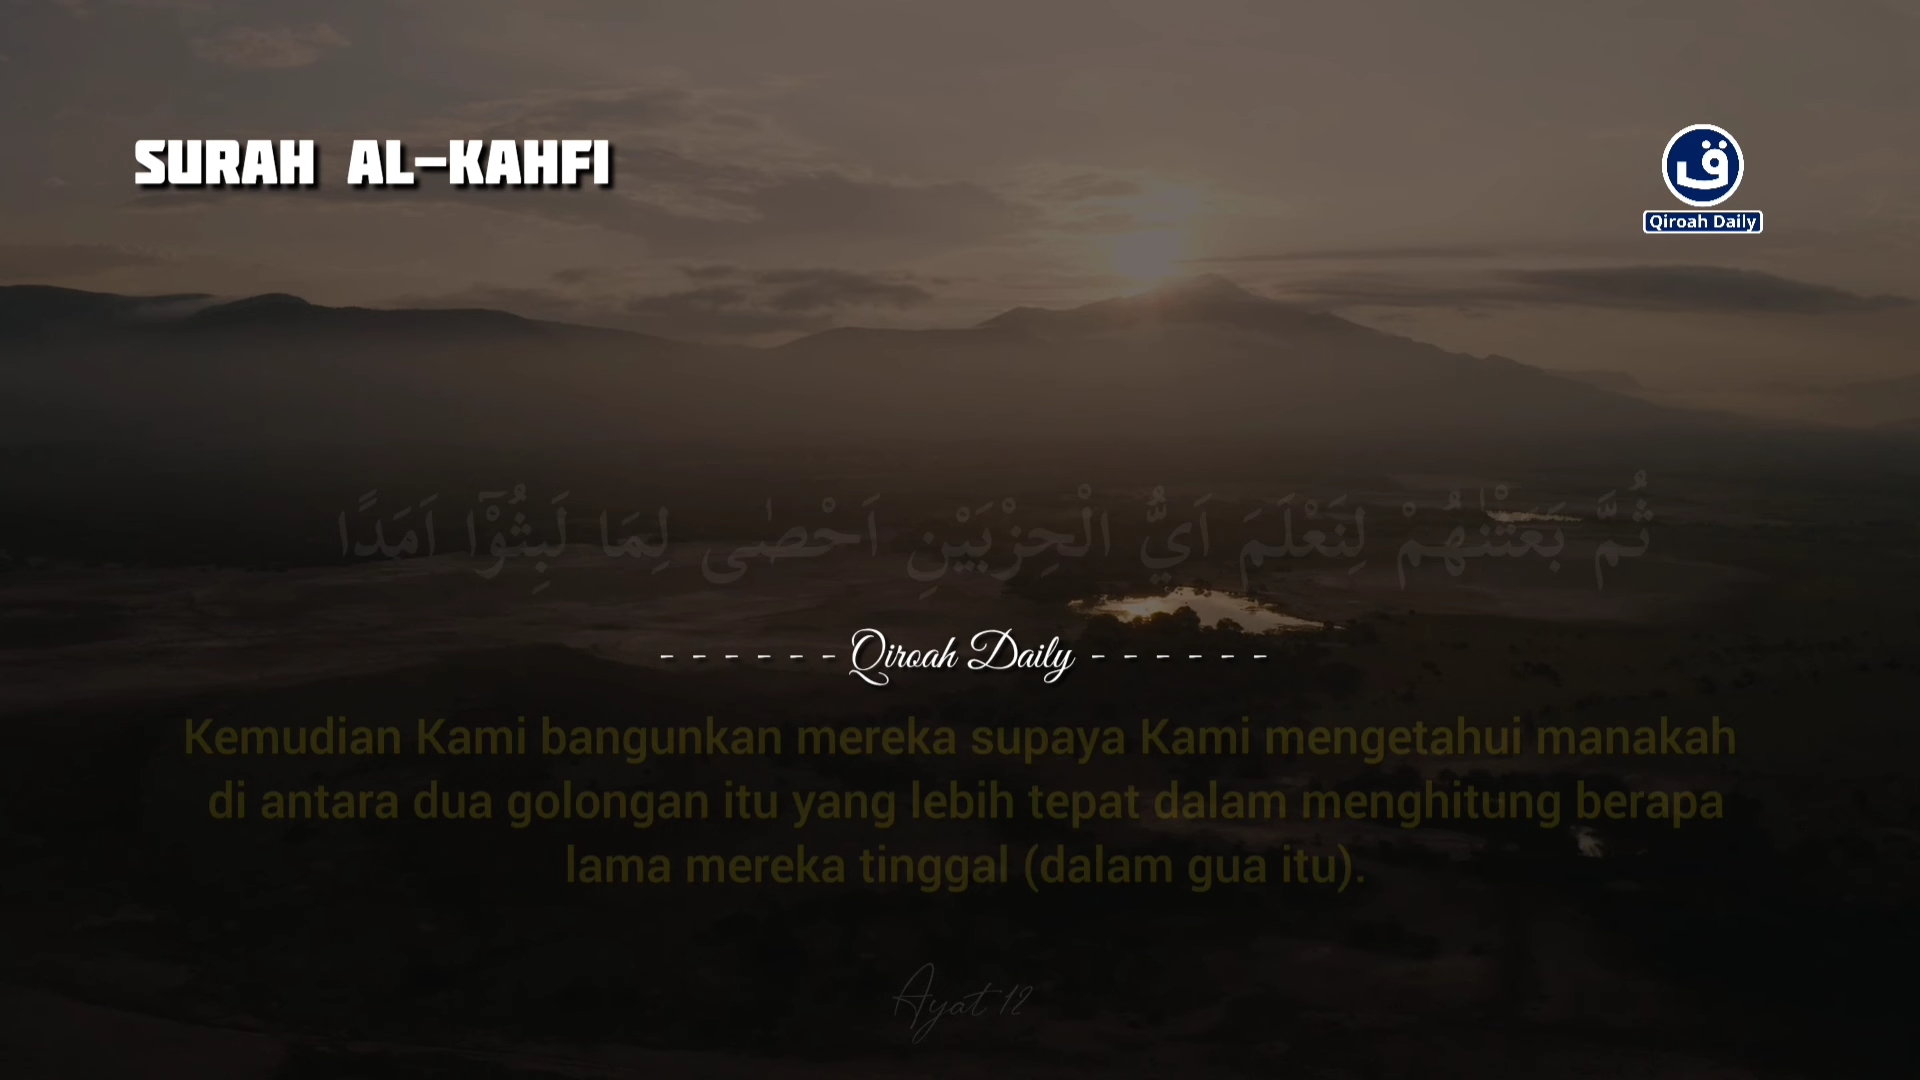 SURAH AL-KAHFI
ق
Qiroah Daily
ثُمَّ بَعَثْنٰهُمْ لِنَعْلَمَ اَيُّ الْحِزْبَيْنِ اَحْصٰى لِمَا لَبِثُوْٓا اَمَدًا
- - - - - - Qiroah Daily - - - - - -
Kemudian Kami bangunkan mereka supaya Kami mengetahui manakah
di antara dua golongan itu yang lebih tepat dalam menghitung berapa
lama mereka tinggal (dalam gua itu).
Ayat 12